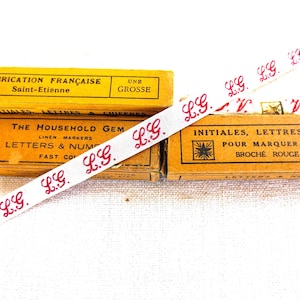 RICATION FRANÇAISE
Saint-Etienne
UNE
GROSSE
THE HOUSEHOLD GEM
LINEN MARKERS
LETTERS & NUM
FAST CO
INITIALES, LETTRES
POUR MARQUER
BROCHÉ ROUGE
L.G. L.G. L.G. L.G. L.G. L.G. L.G. L.G.